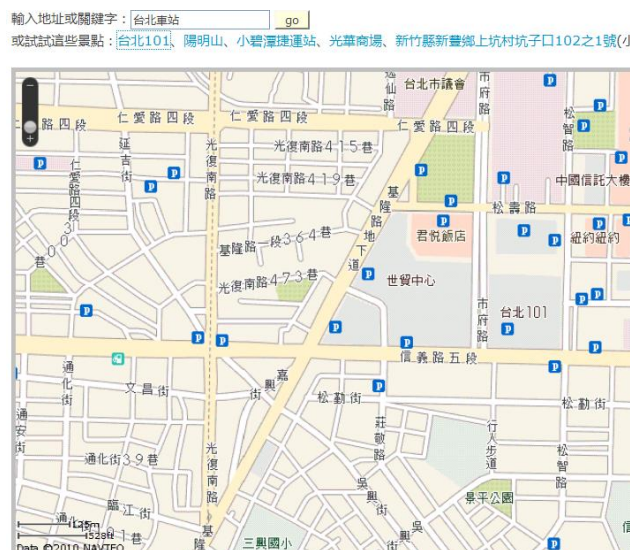 輸入地址或關鍵字：台北車站 go
或試試這些景點：台北101、陽明山、小碧潭捷運站、光華商場、新竹縣新豐鄉上坑村坑子口102之1號(小
台北市議會
逸仙路
市府路
松智路
仁愛路四段
仁愛路四段
仁愛路四段
路四段
延吉街
光復南路
光復南路415巷
仁愛路四段300巷
光復南路419巷
中國信託大樓
松壽路
基隆路地下道
君悅飯店
紐約紐約
基隆路一段364巷
光復南路473巷
世貿中心
市府路
台北101
信義路五段
通化街
文昌街
嘉興街
松勤街
松勤街
通安街
莊敬路
行人步道
光復南路
通化街39巷
松智路
吳興街
景平公園
臨江街
吳興街
基隆
三興國小
信
125m
528ft
Data ©2010 NAVTEQ
P